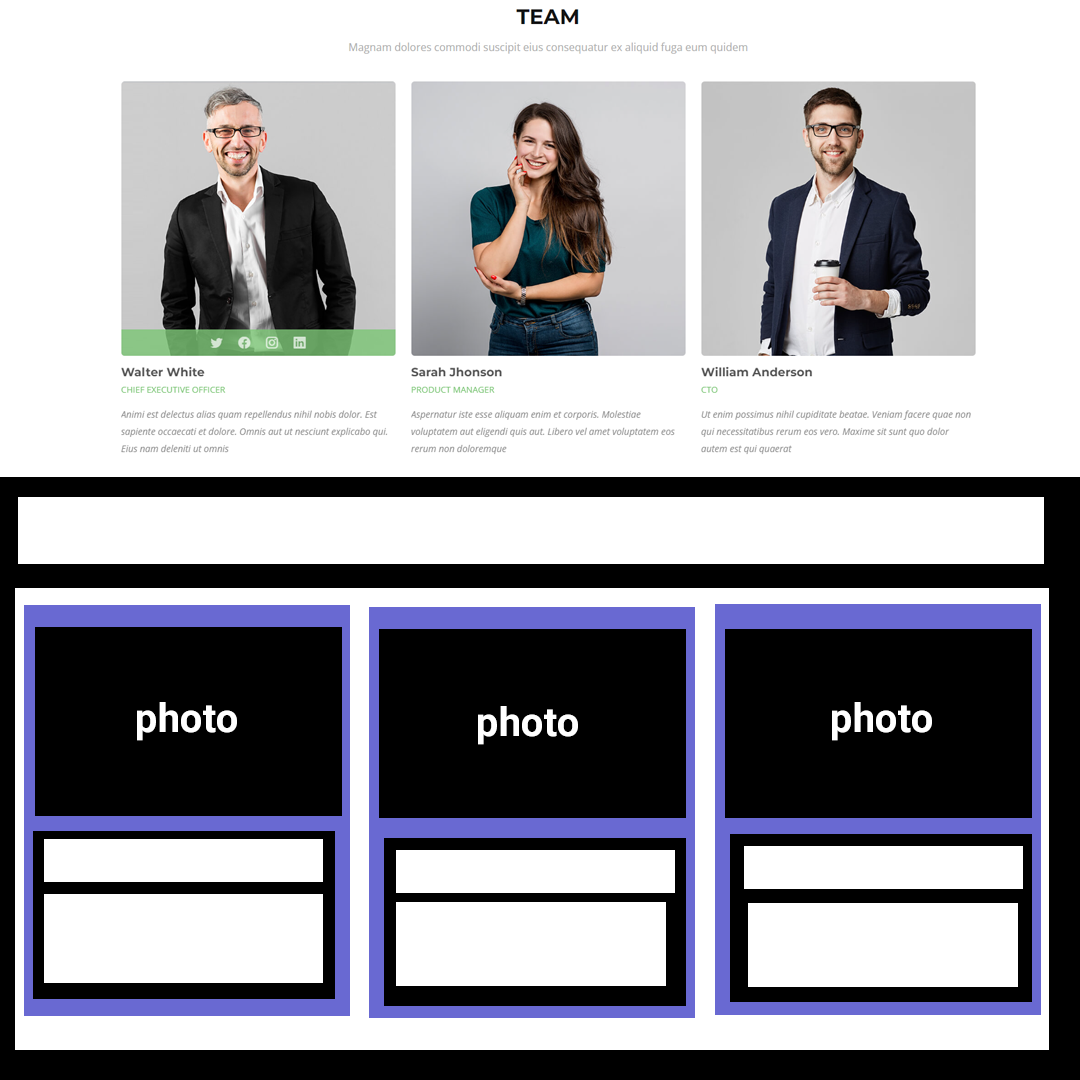 TEAM
Magnam dolores commodi suscipit eius consequatur ex aliquid fuga eum quidem
Walter White
CHIEF EXECUTIVE OFFICER
Animi est delectus alias quam repellendus nihil nobis dolor. Est
sapiente occaecati et dolore. Omnis aut ut nesciunt explicabo qui.
Eius nam deleniti ut omnis
Sarah Jhonson
PRODUCT MANAGER
Aspernatur iste esse aliquam enim et corporis. Molestiae
voluptatem aut eligendi quis aut. Libero vel amet voluptatem eos
rerum non doloremque
William Anderson
CTO
Ut enim possimus nihil cupiditate beatae. Veniam facere quae non
qui necessitatibus rerum eos vero. Maxime sit sunt quo dolor
autem est qui quaerat
photo
photo
photo